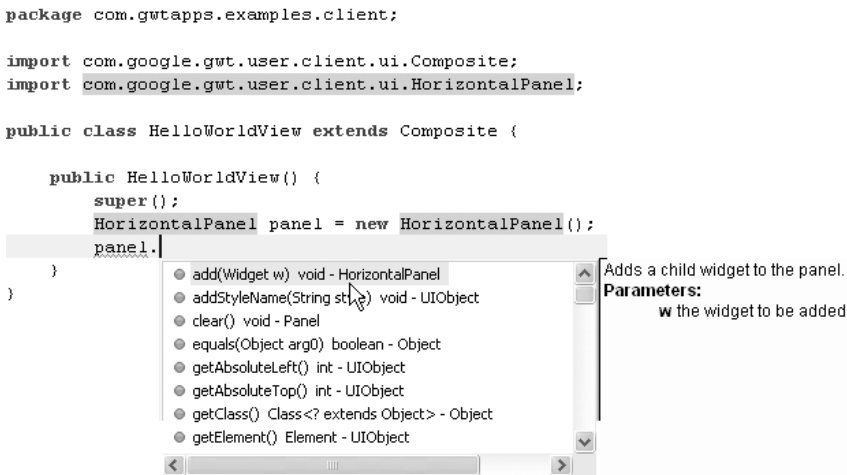 package com.gwtapps.examples.client;
import com.google.gwt.user.client.ui.Composite;
import com.google.gwt.user.client.ui.HorizontalPanel;
public class HelloWorldView extends Composite {
public HelloWorldView() {
super();
HorizontalPanel panel = new HorizontalPanel();
panel.
}
}
add(Widget w) void - HorizontalPanel
addStyleName(String style) void - UIObject
clear() void - Panel
equals(Object arg0) boolean - Object
getAbsoluteLeft() int - UIObject
getAbsoluteTop() int - UIObject
getClass() Class<? extends Object> - Object
getElement() Element - UIObject
Adds a child widget to the panel.
Parameters:
w the widget to be added